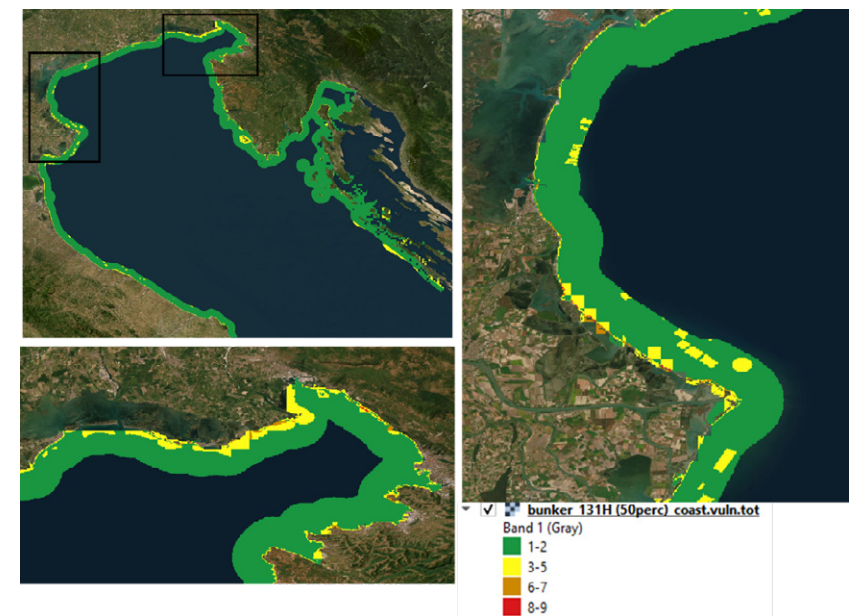 bunker_131H (50perc)_coast.vuln.tot
Band 1 (Gray)
1-2
3-5
6-7
8-9